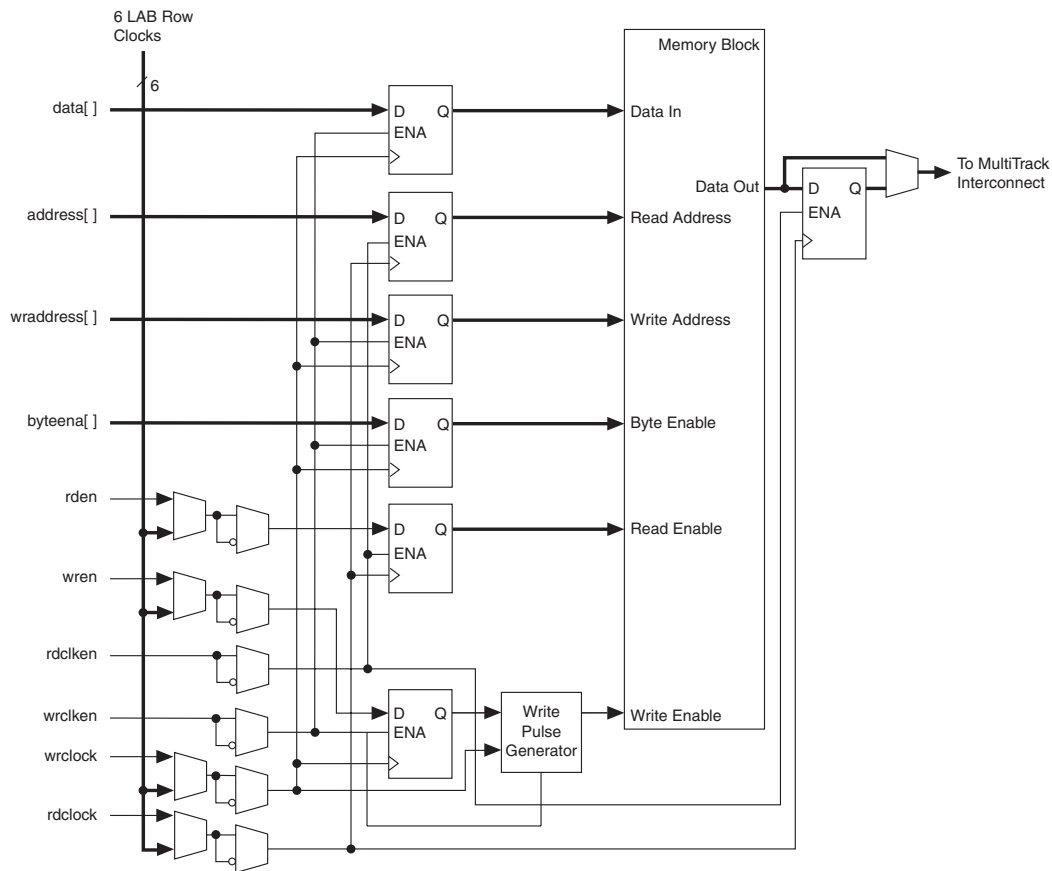 6 LAB Row
Clocks
6
Memory Block
data[ ]
D Q
ENA
Data In
To MultiTrack
Interconnect
Data Out
D Q
ENA
address[ ]
D Q
ENA
Read Address
wraddress[ ]
D Q
ENA
Write Address
byteena[ ]
D Q
ENA
Byte Enable
rden
D Q
ENA
Read Enable
wren
rdclken
wrclken
D Q
ENA
Write
Pulse
Generator
Write Enable
wrclock
rdclock